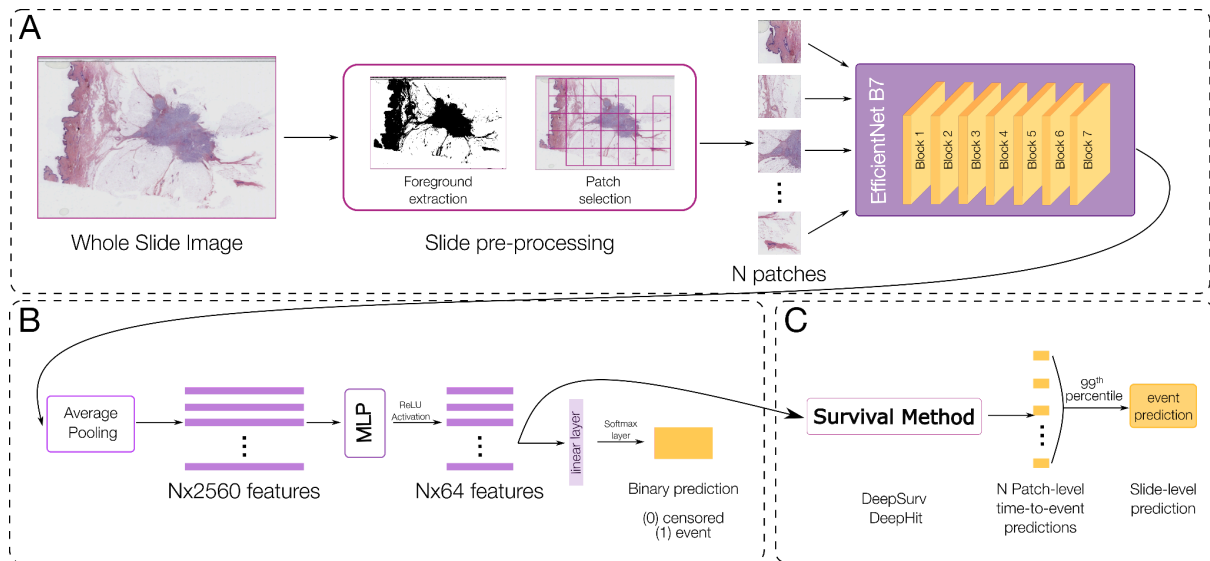 A
Whole Slide Image
Foreground
extraction
Patch
selection
Slide pre-processing
N patches
EfficientNet B7
Block 1
Block 2
Block 3
Block 4
Block 5
Block 6
Block 7
B
Average
Pooling
Nx2560 features
MLP
ReLU
Activation
Nx64 features
linear layer
Softmax
layer
Binary prediction
(0) censored
(1) event
C
Survival Method
DeepSurv
DeepHit
N Patch-level
time-to-event
predictions
99th
percentile
event
prediction
Slide-level
prediction